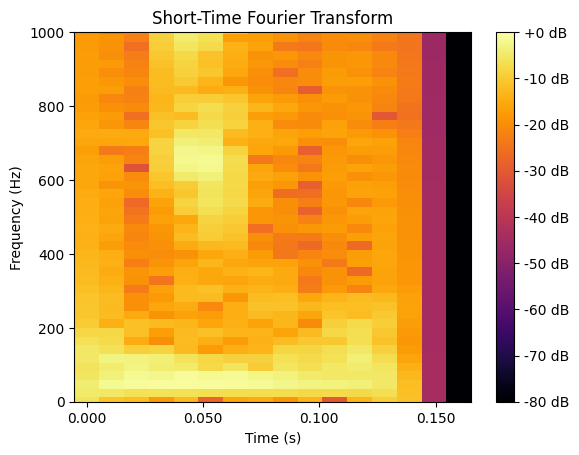 Short-Time Fourier Transform
1000
800
600
400
200
0
Frequency (Hz)
0.000
0.050
0.100
0.150
Time (s)
+0 dB
-10 dB
-20 dB
-30 dB
-40 dB
-50 dB
-60 dB
-70 dB
-80 dB